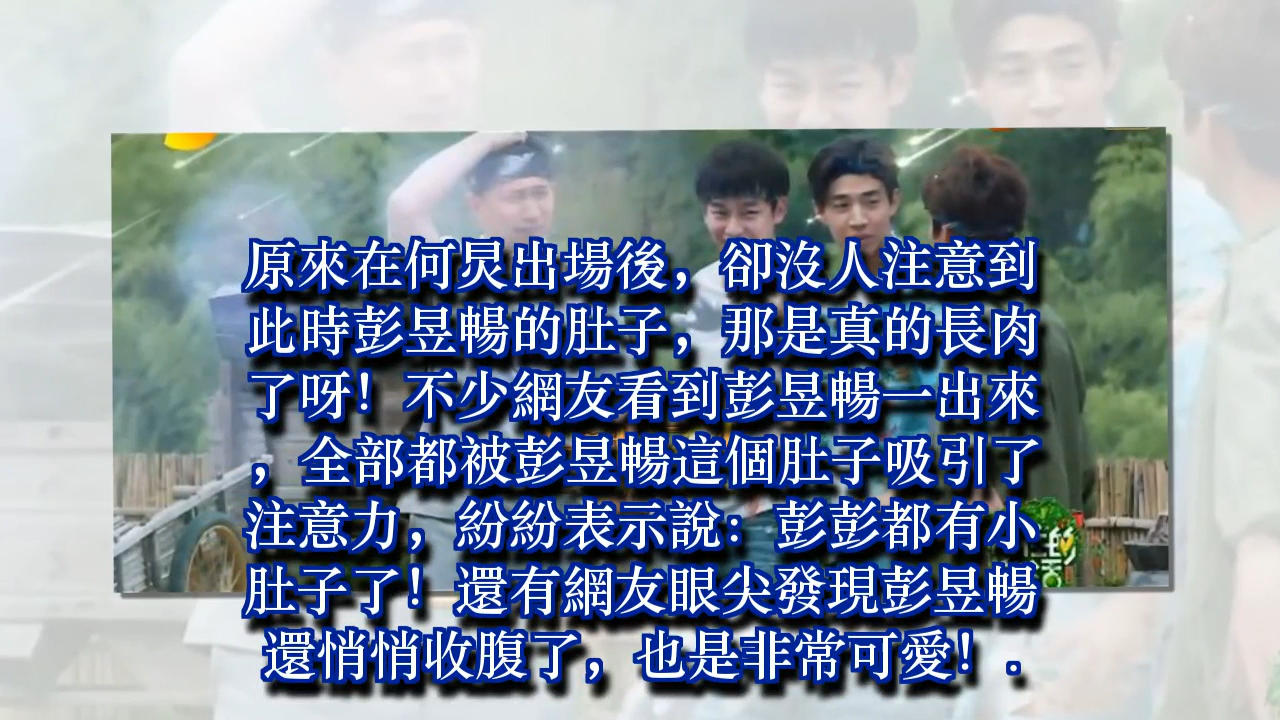 原來在何炅出場後，卻沒人注意到
此時彭昱暢的肚子，那是真的長肉
了呀！不少網友看到彭昱暢一出來
，全部都被彭昱暢這個肚子吸引了
注意力，紛紛表示說：彭彭都有小
肚子了！還有網友眼尖發現彭昱暢
還悄悄收腹了，也是非常可愛！.